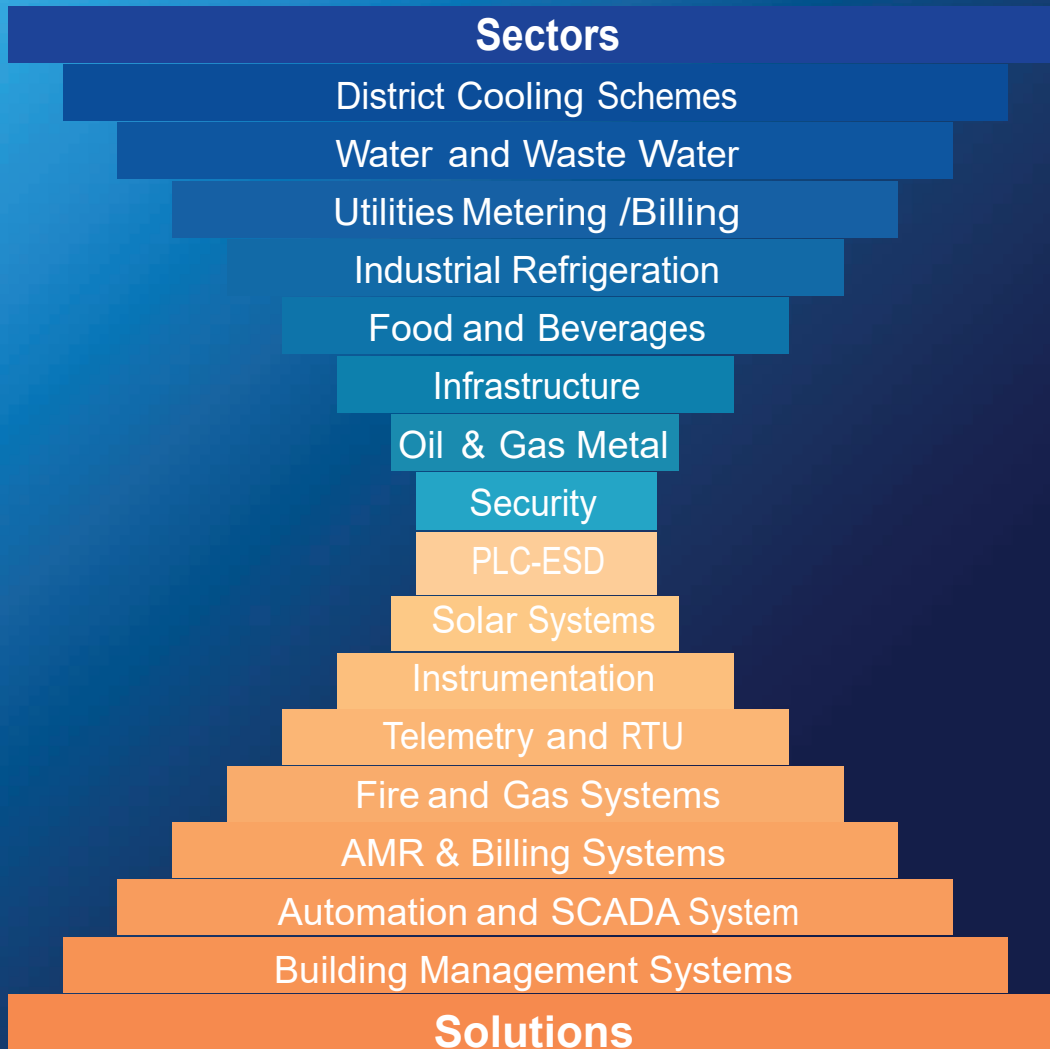 Sectors
District Cooling Schemes
Water and Waste Water
Utilities Metering /Billing
Industrial Refrigeration
Food and Beverages
Infrastructure
Oil & Gas Metal
Security
PLC-ESD
Solar Systems
Instrumentation
Telemetry and RTU
Fire and Gas Systems
AMR & Billing Systems
Automation and SCADA System
Building Management Systems
Solutions